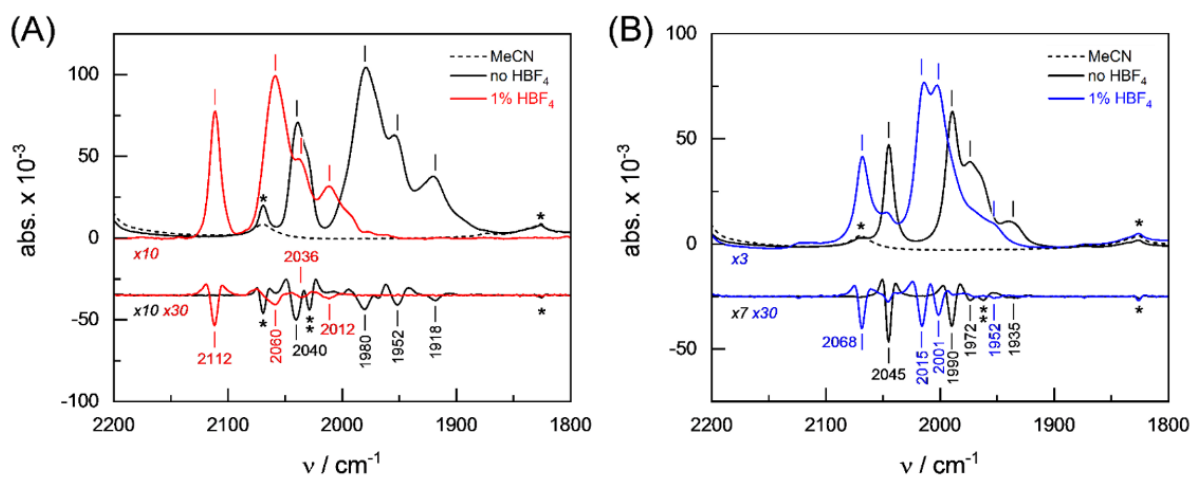 (A)
abs. x 10⁻³
100
50
0
-50
-100
MeCN
no HBF₄
1% HBF₄
*
*
x10
2036
x10 x30
*
*
*
*
2112
2060
2040
2012
1980
1952
1918
2200
2100
2000
1900
1800
ν / cm⁻¹
(B)
abs. x 10⁻³
100
50
0
-50
MeCN
no HBF₄
1% HBF₄
*
*
x3
x7 x30
*
*
*
2068
2045
2015
2001
1990
1972
1952
1935
2200
2100
2000
1900
1800
ν / cm⁻¹